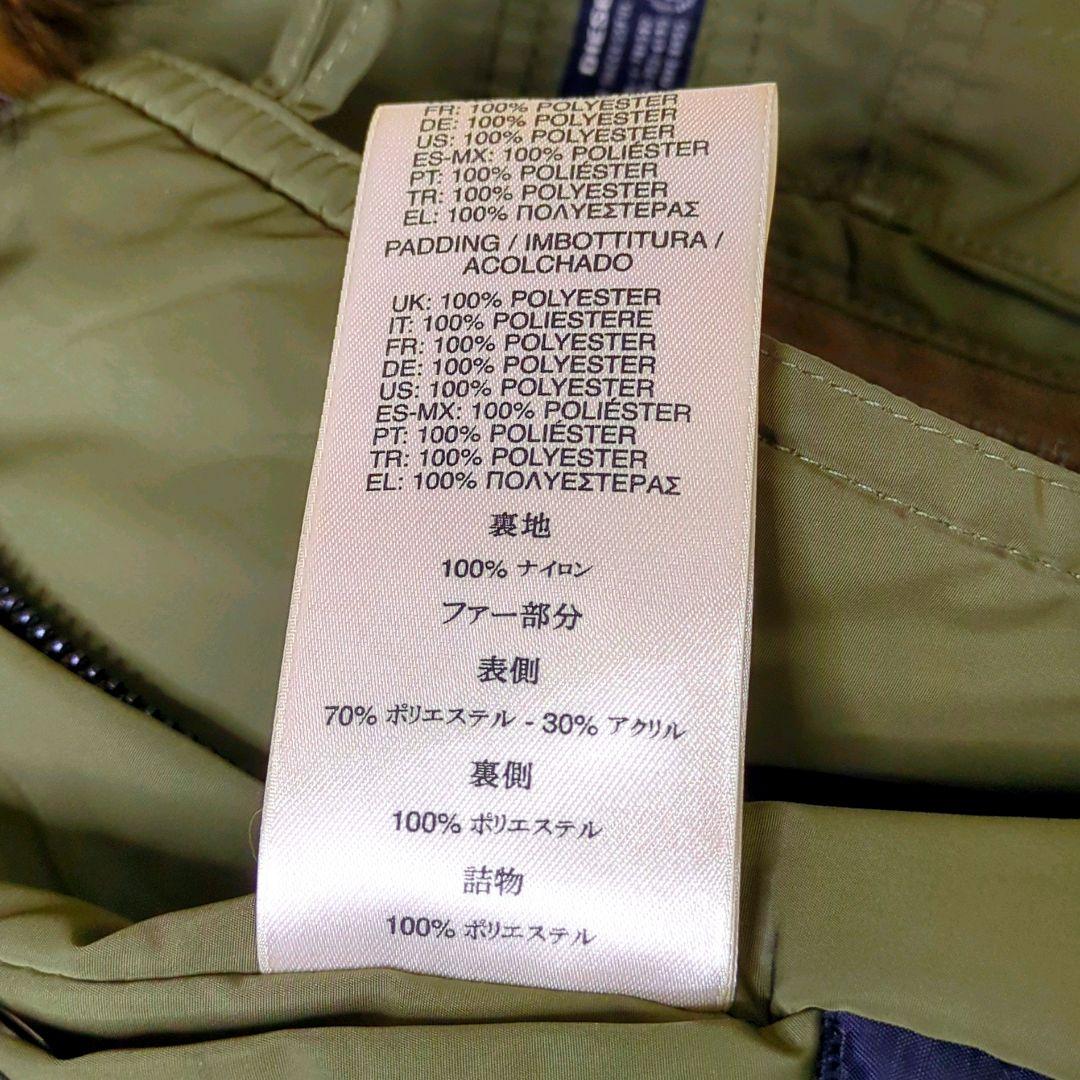 DIESEL
FR: 100% POLYESTER
DE: 100% POLYESTER
US: 100% POLYESTER
ES-MX: 100% POLIÉSTER
PT: 100% POLIÉSTER
TR: 100% POLYESTER
EL: 100% ΠΟΛΥΕΣΤΕΡΑΣ
PADDING / IMBOTTITURA /
ACOLCHADO
UK: 100% POLYESTER
IT: 100% POLIESTERE
FR: 100% POLYESTER
DE: 100% POLYESTER
US: 100% POLYESTER
ES-MX: 100% POLIÉSTER
PT: 100% POLIÉSTER
TR: 100% POLYESTER
EL: 100% ΠΟΛΥΕΣΤΕΡΑΣ
裏地
100% ナイロン
ファー部分
表側
70% ポリエステル - 30% アクリル
裏側
100% ポリエステル
詰物
100% ポリエステル